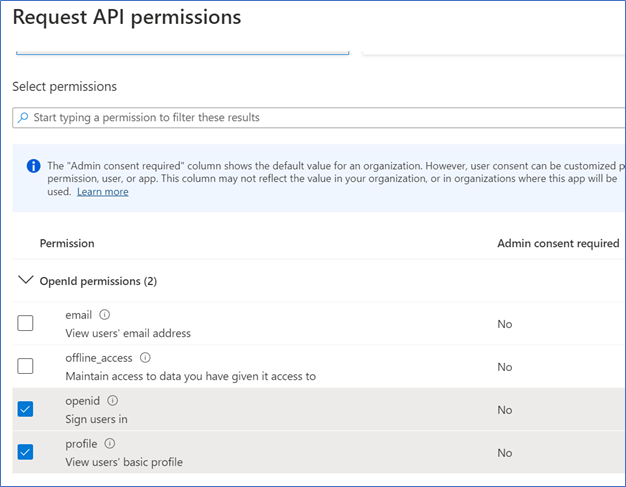 Request API permissions
Select permissions
Start typing a permission to filter these results
The "Admin consent required" column shows the default value for an organization. However, user consent can be customized p
permission, user, or app. This column may not reflect the value in your organization, or in organizations where this app will be
used. Learn more
Permission Admin consent required
OpenId permissions (2)
email
View users' email address No
offline_access
Maintain access to data you have given it access to No
openid
Sign users in No
profile
View users' basic profile No